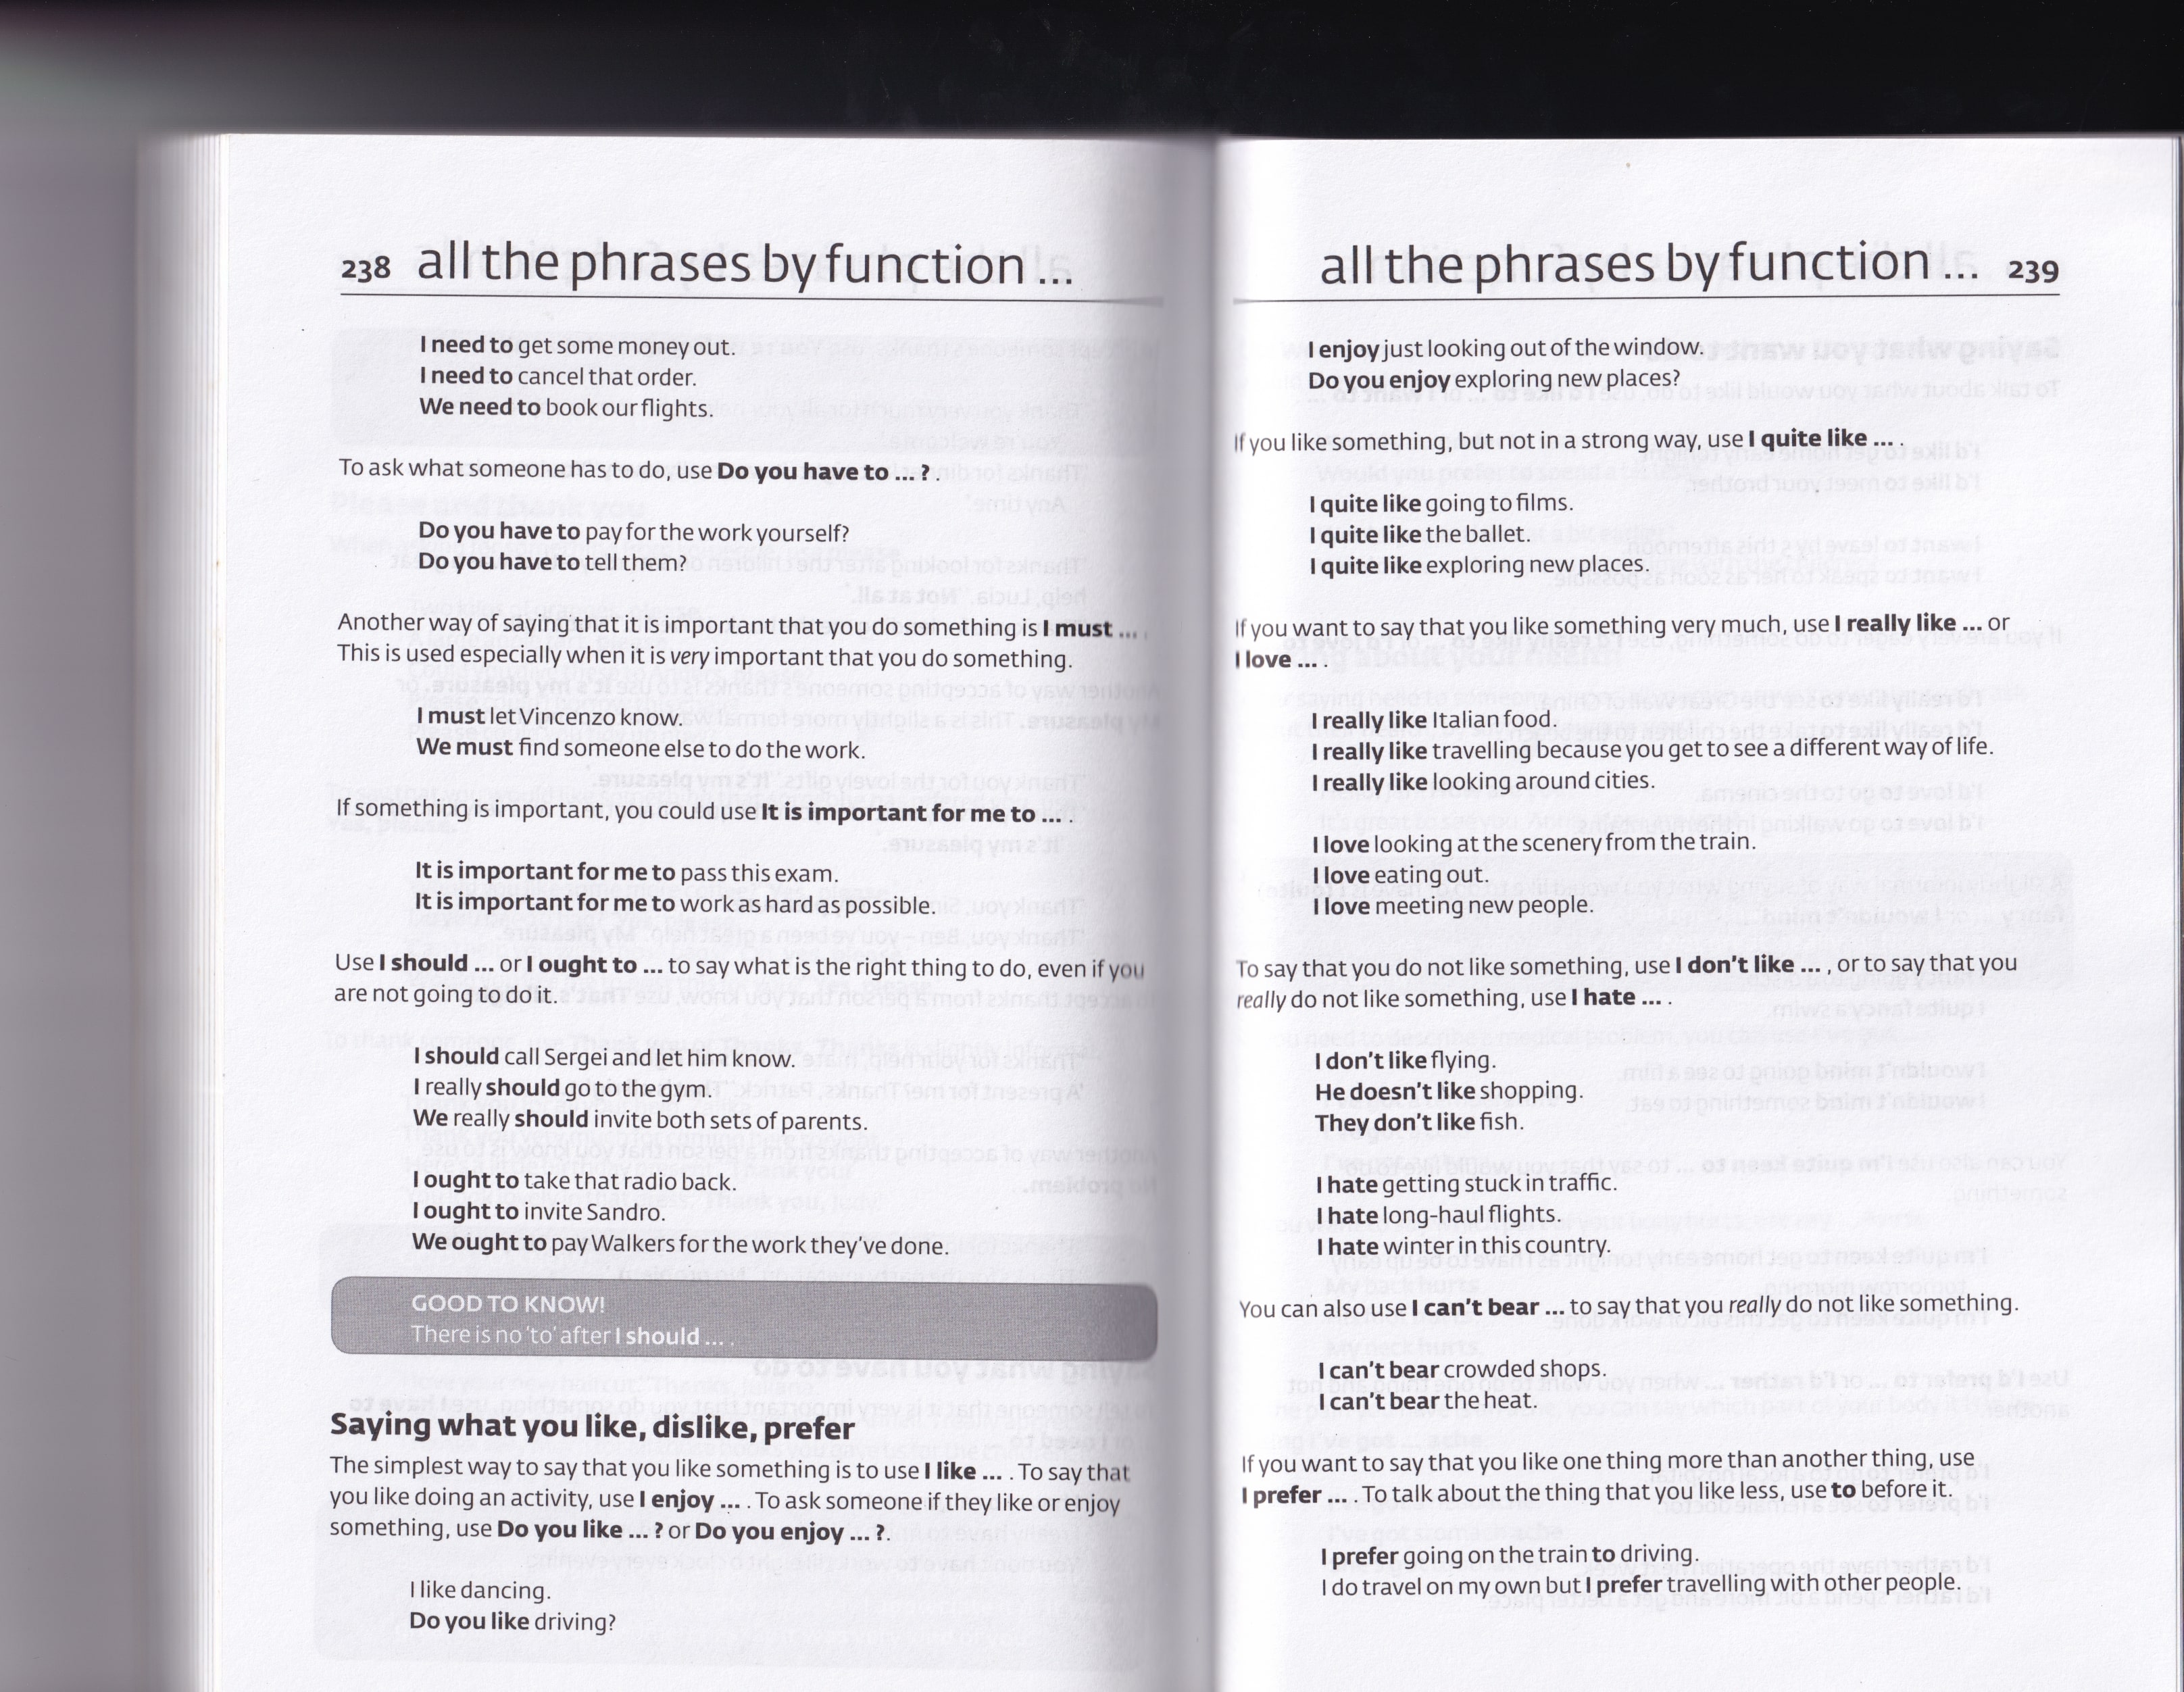 238 all the phrases by function ...
I need to get some money out.
I need to cancel that order.
We need to book our flights.
To ask what someone has to do, use Do you have to ... ? .
Do you have to pay for the work yourself?
Do you have to tell them?
Another way of saying that it is important that you do something is I must ... .
This is used especially when it is very important that you do something.
I must let Vincenzo know.
We must find someone else to do the work.
If something is important, you could use It is important for me to ... .
It is important for me to pass this exam.
It is important for me to work as hard as possible.
Use I should ... or I ought to ... to say what is the right thing to do, even if you
are not going to do it.
I should call Sergei and let him know.
I really should go to the gym.
We really should invite both sets of parents.
I ought to take that radio back.
I ought to invite Sandro.
We ought to pay Walkers for the work they've done.
GOOD TO KNOW!
There is no 'to' after I should ... .
Saying what you like, dislike, prefer
The simplest way to say that you like something is to use I like ... . To say that
you like doing an activity, use I enjoy ... . To ask someone if they like or enjoy
something, use Do you like ... ? or Do you enjoy ... ?.
I like dancing.
Do you like driving?
all the phrases by function ... 239
I enjoy just looking out of the window.
Do you enjoy exploring new places?
If you like something, but not in a strong way, use I quite like ... .
I quite like going to films.
I quite like the ballet.
I quite like exploring new places.
If you want to say that you like something very much, use I really like ... or
I love ... .
I really like Italian food.
I really like travelling because you get to see a different way of life.
I really like looking around cities.
I love looking at the scenery from the train.
I love eating out.
I love meeting new people.
To say that you do not like something, use I don't like ... , or to say that you
really do not like something, use I hate ... .
I don't like flying.
He doesn't like shopping.
They don't like fish.
I hate getting stuck in traffic.
I hate long-haul flights.
I hate winter in this country.
You can also use I can't bear ... to say that you really do not like something.
I can't bear crowded shops.
I can't bear the heat.
If you want to say that you like one thing more than another thing, use
I prefer ... . To talk about the thing that you like less, use to before it.
I prefer going on the train to driving.
I do travel on my own but I prefer travelling with other people.